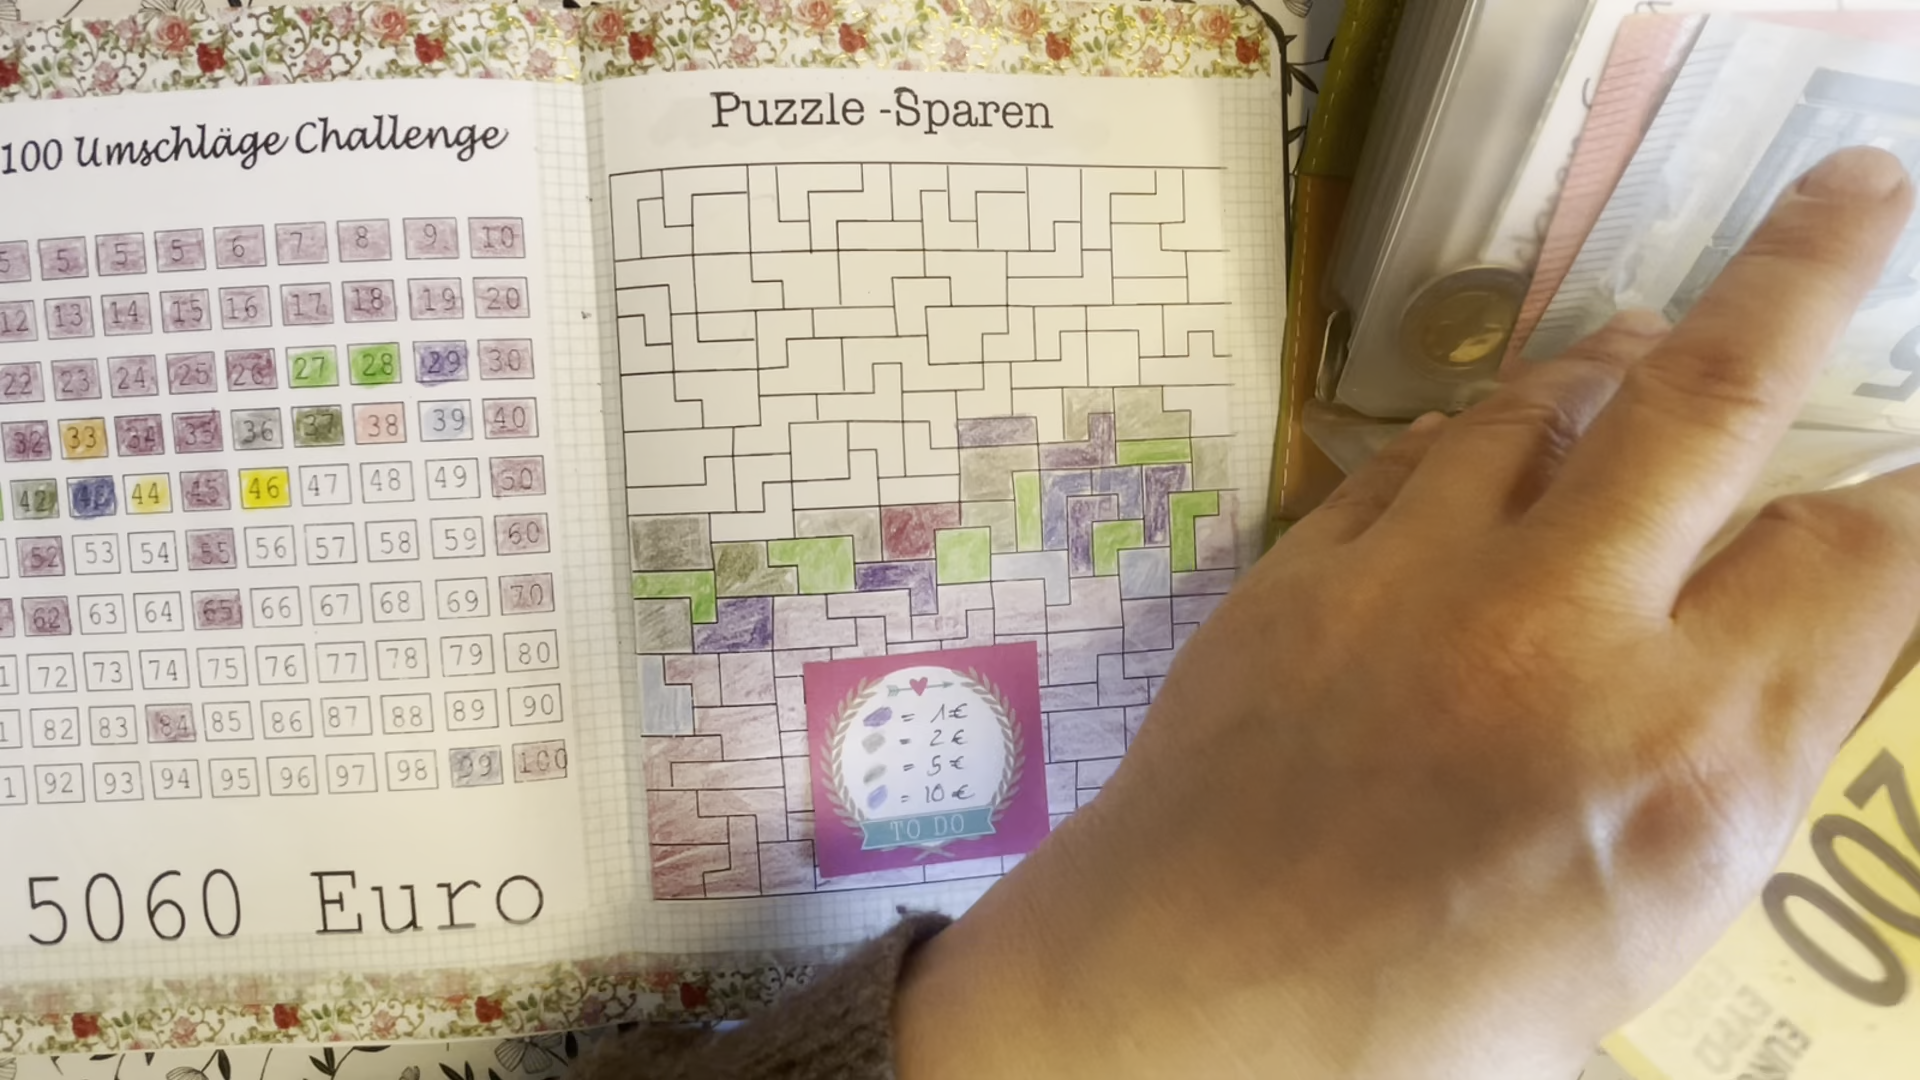 100 Umschläge Challenge
5 5 5 5 6 7 8 9 10
12 13 14 15 16 17 18 19 20
22 23 24 25 26 27 28 29 30
32 33 34 35 36 37 38 39 40
42 43 44 45 46 47 48 49 50
52 53 54 55 56 57 58 59 60
62 63 64 65 66 67 68 69 70
1 72 73 74 75 76 77 78 79 80
1 82 83 84 85 86 87 88 89 90
1 92 93 94 95 96 97 98 99 100
5060 Euro
Puzzle -Sparen
= 1€
= 2€
= 5€
= 10€
TO DO
5
200
EURO